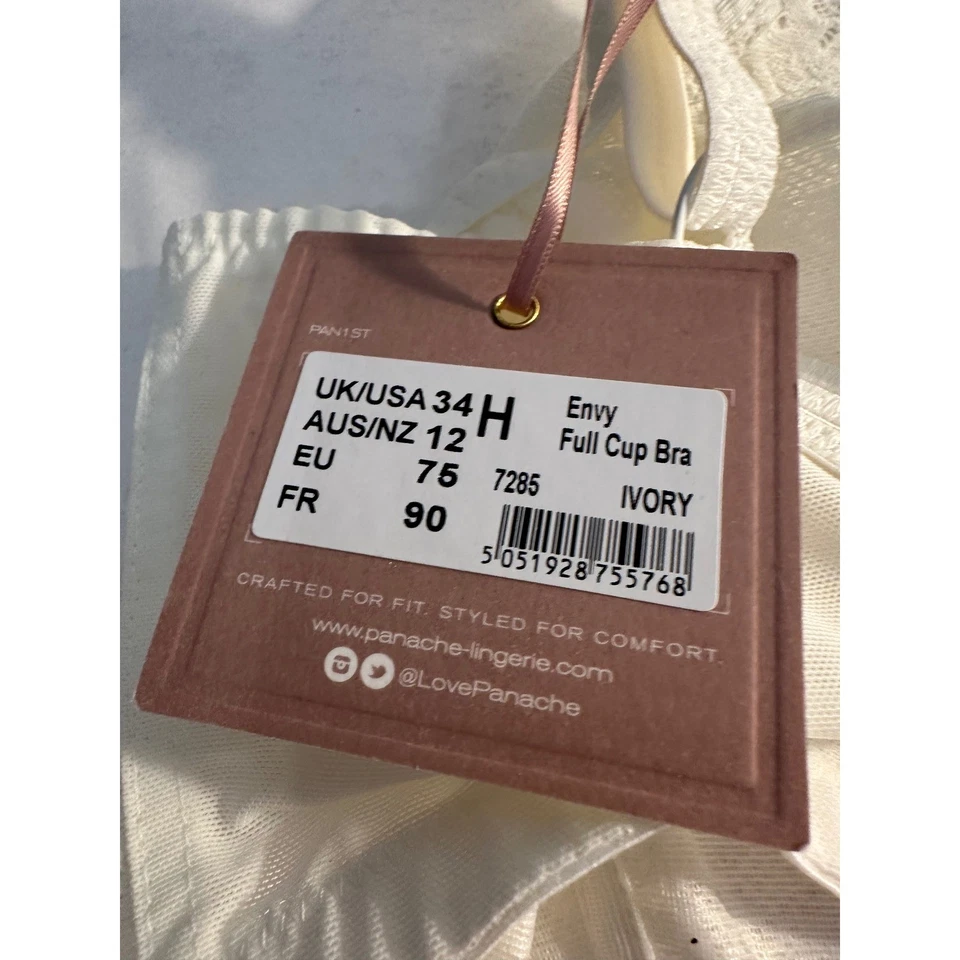 PAN1ST
UK/USA 34 H
AUS/NZ 12
EU 75
FR 90
Envy
Full Cup Bra
7285 IVORY
5 051928 755768
CRAFTED FOR FIT. STYLED FOR COMFORT.
www.panache-lingerie.com
@LovePanache